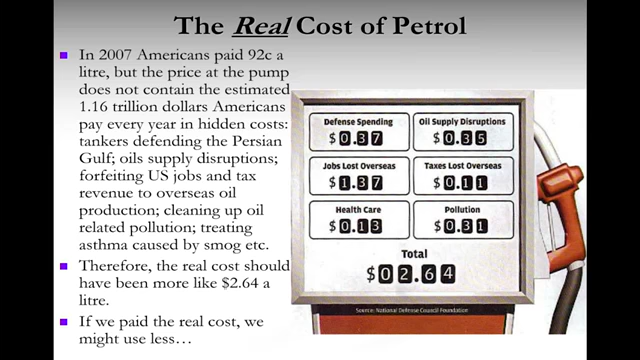 The Real Cost of Petrol
In 2007 Americans paid 92c a
litre, but the price at the pump
does not contain the estimated
1.16 trillion dollars Americans
pay every year in hidden costs:
tankers defending the Persian
Gulf; oils supply disruptions;
forfeiting US jobs and tax
revenue to overseas oil
production; cleaning up oil
related pollution; treating
asthma caused by smog etc.
Therefore, the real cost should
have been more like $2.64 a
litre.
If we paid the real cost, we
might use less…
Defense Spending
$0.37
Oil Supply Disruptions
$0.35
Jobs Lost Overseas
$1.37
Taxes Lost Overseas
$0.11
Health Care
$0.13
Pollution
$0.31
Total
$02.64
Source: National Defense Council Foundation